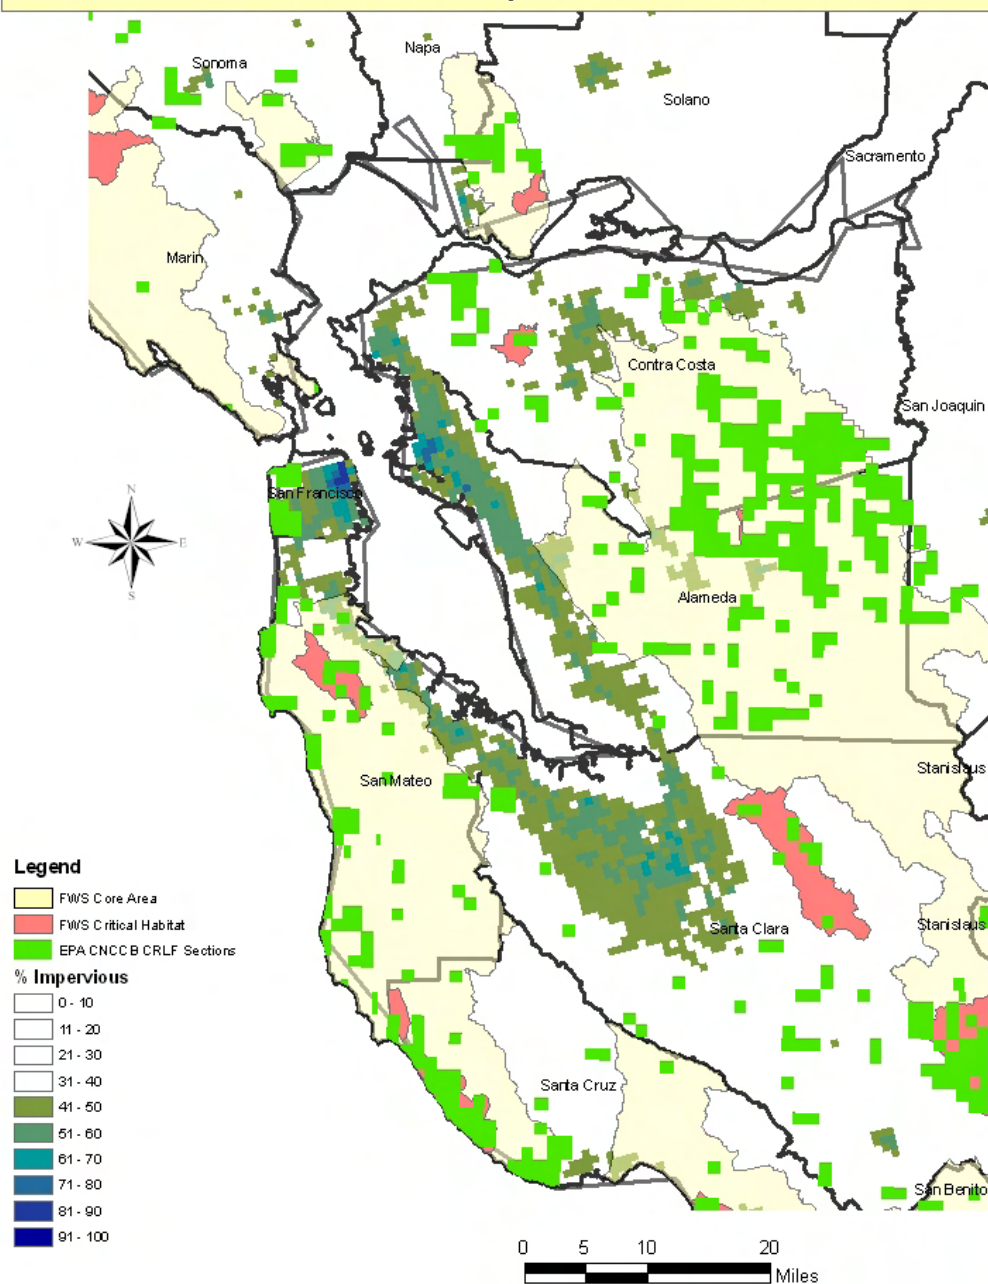 Napa
Sonoma
Solano
Sacramento
Marin
Contra Costa
San Joaquin
San Francisco
N
W E
S
Alameda
San Mateo
Stanislaus
Santa Clara
Stanislaus
Santa Cruz
San Benito
Legend
FWS Core Area
FWS Critical Habitat
EPA CNCCB CRLF Sections
% Impervious
0 - 10
11 - 20
21 - 30
31 - 40
41 - 50
51 - 60
61 - 70
71 - 80
81 - 90
91 - 100
0 5 10 20
Miles